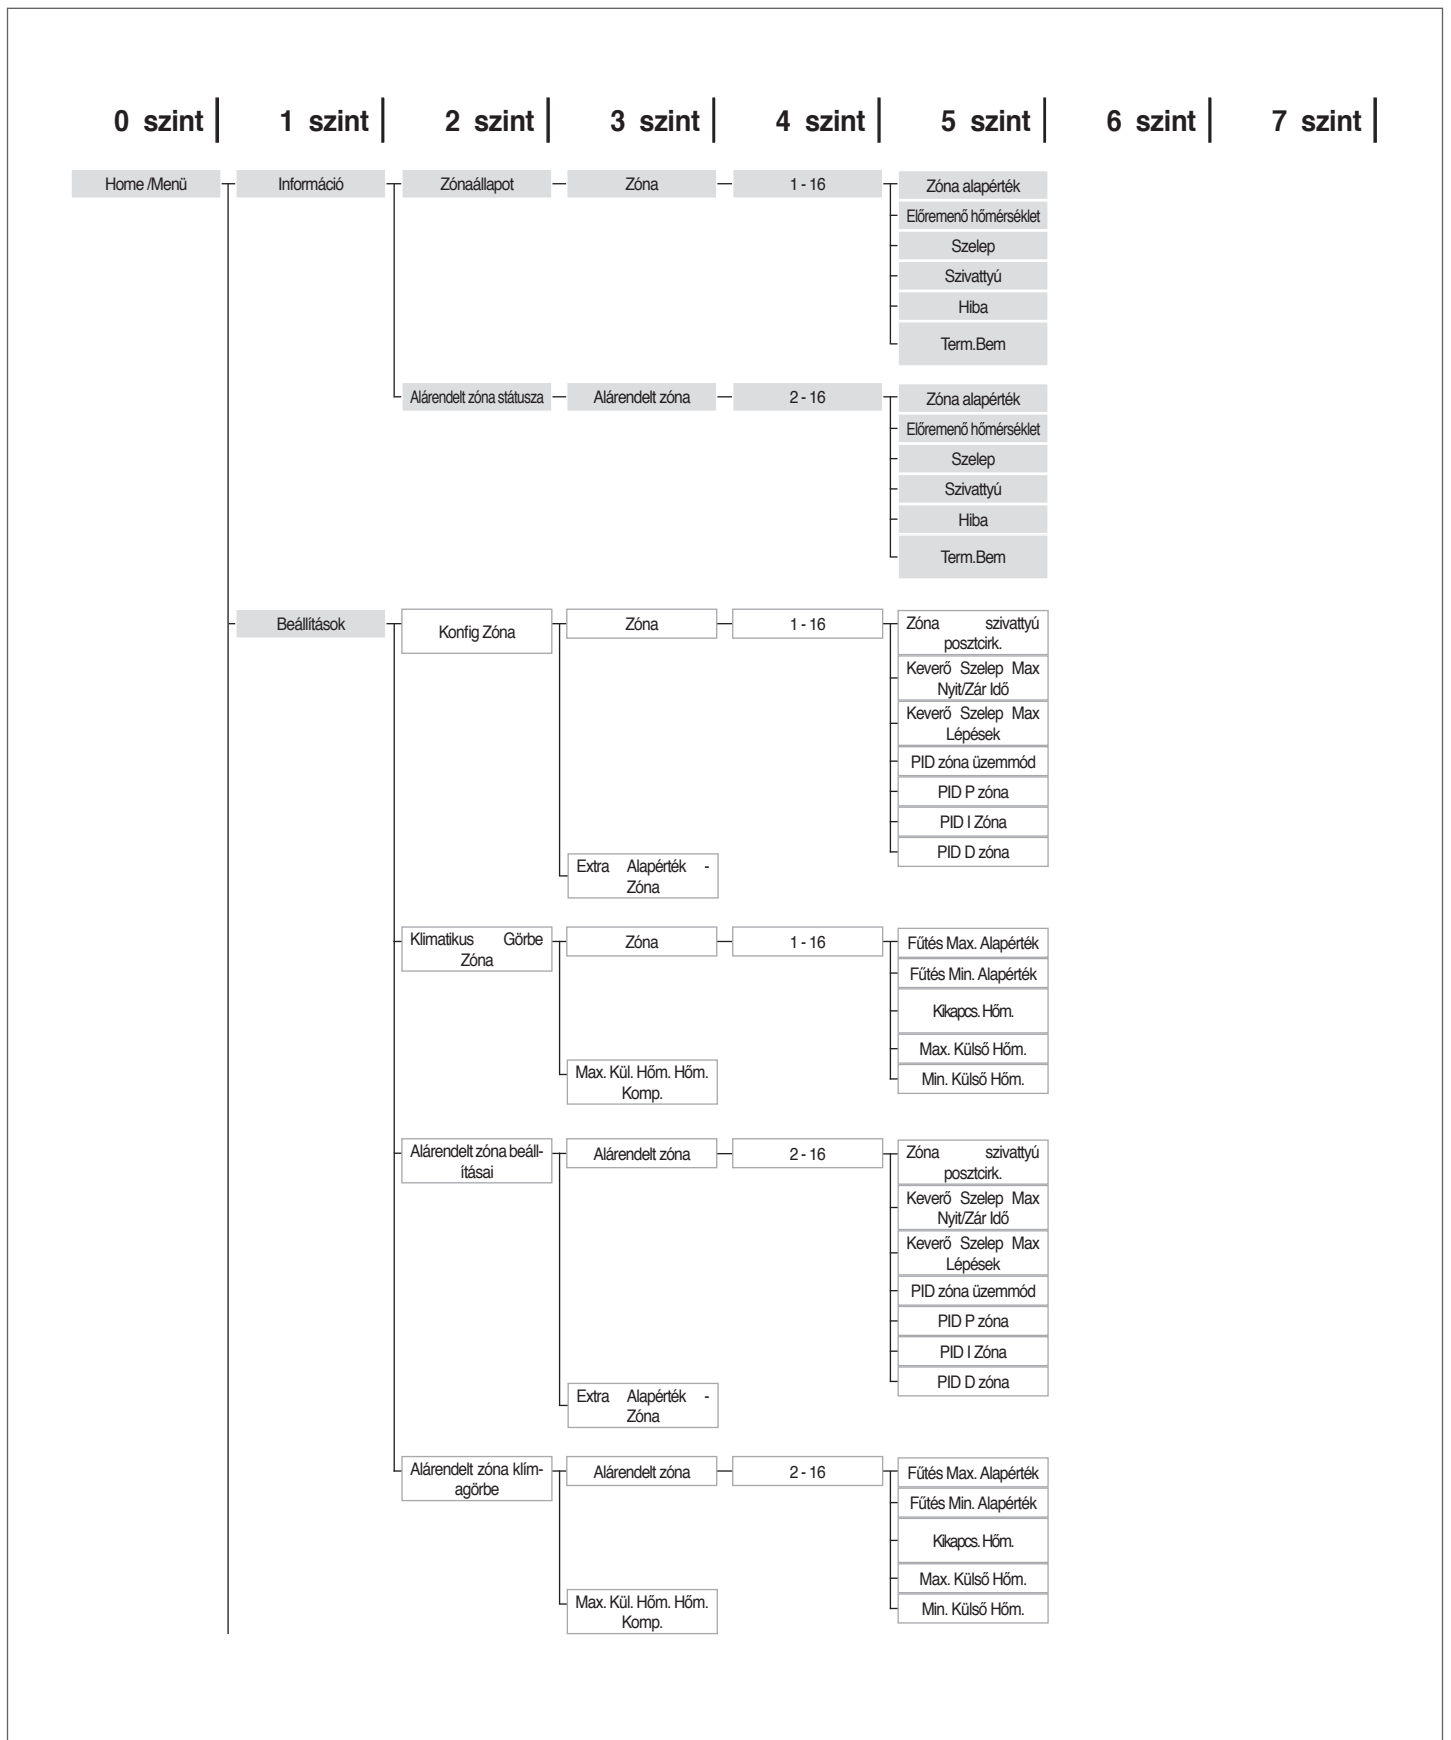 0 szint 1 szint 2 szint 3 szint 4 szint 5 szint 6 szint 7 szint
Home /Menü Információ Zónaállapot Zóna 1 - 16 Zóna alapérték
Előremenő hőmérséklet
Szelep
Szivattyú
Hiba
Term.Bem
Alárendelt zóna státusza Alárendelt zóna 2 - 16 Zóna alapérték
Előremenő hőmérséklet
Szelep
Szivattyú
Hiba
Term.Bem
Beállítások Konfig Zóna Zóna 1 - 16 Zóna szivattyú
posztcirk.
Keverő Szelep Max
Nyit/Zár Idő
Keverő Szelep Max
Lépések
PID zóna üzemmód
PID P zóna
PID I Zóna
PID D zóna
Extra Alapérték -
Zóna
Klimatikus Görbe
Zóna
Zóna 1 - 16 Fűtés Max. Alapérték
Fűtés Min. Alapérték
Kikapcs. Hőm.
Max. Külső Hőm.
Min. Külső Hőm.
Max. Kül. Hőm. Hőm.
Komp.
Alárendelt zóna beáll-
ításai
Alárendelt zóna 2 - 16 Zóna szivattyú
posztcirk.
Keverő Szelep Max
Nyit/Zár Idő
Keverő Szelep Max
Lépések
PID zóna üzemmód
PID P zóna
PID I Zóna
PID D zóna
Extra Alapérték -
Zóna
Alárendelt zóna klím-
agörbe
Alárendelt zóna 2 - 16 Fűtés Max. Alapérték
Fűtés Min. Alapérték
Kikapcs. Hőm.
Max. Külső Hőm.
Min. Külső Hőm.
Max. Kül. Hőm. Hőm.
Komp.